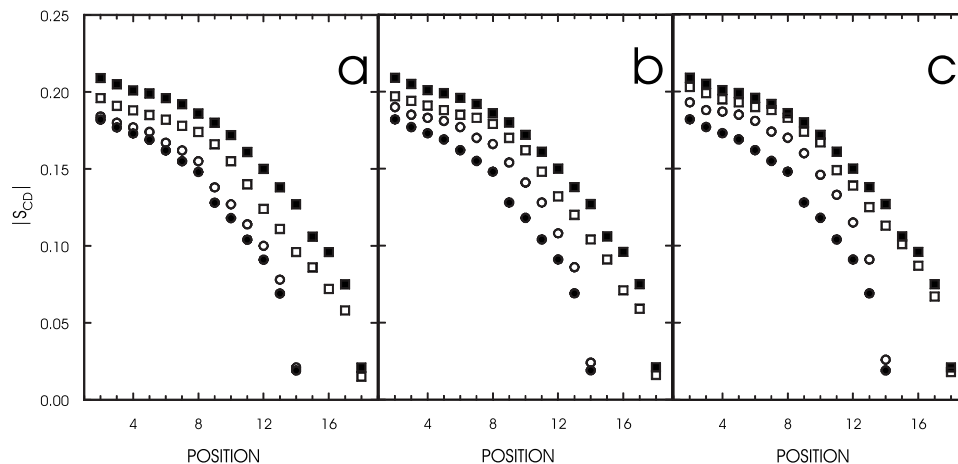 0.25
0.20
0.15
0.10
0.05
0.00
|S_CD|
a
b
c
4 8 12 16
4 8 12 16
4 8 12 16
POSITION
POSITION
POSITION